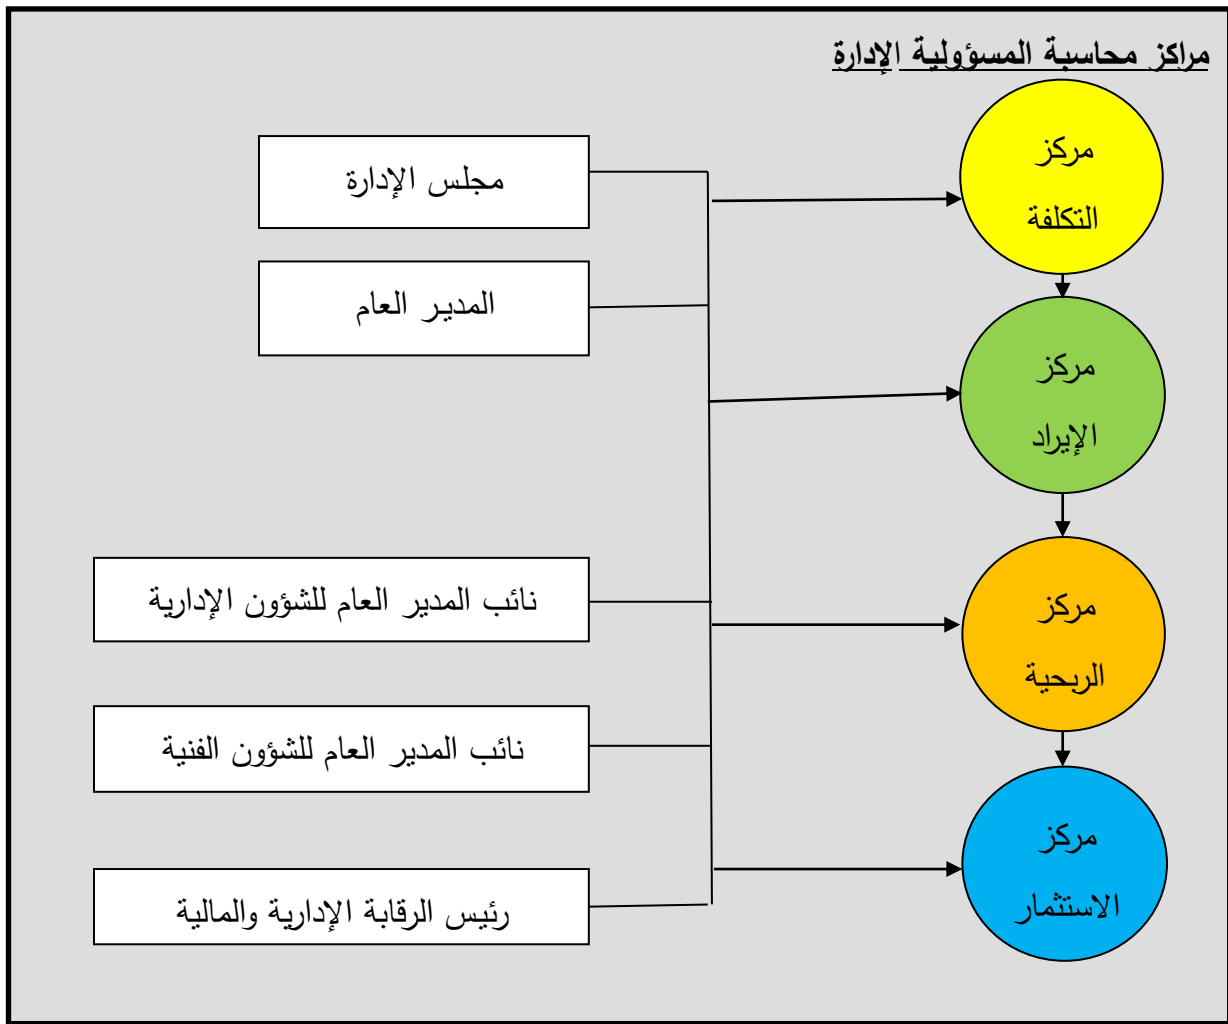 مراكز محاسبة المسؤولية الإدارة
مركز
التكلفة
مركز
الإيراد
مركز
الربحية
مركز
الاستثمار
مجلس الإدارة
المدير العام
نائب المدير العام للشؤون الإدارية
نائب المدير العام للشؤون الفنية
رئيس الرقابة الإدارية والمالية